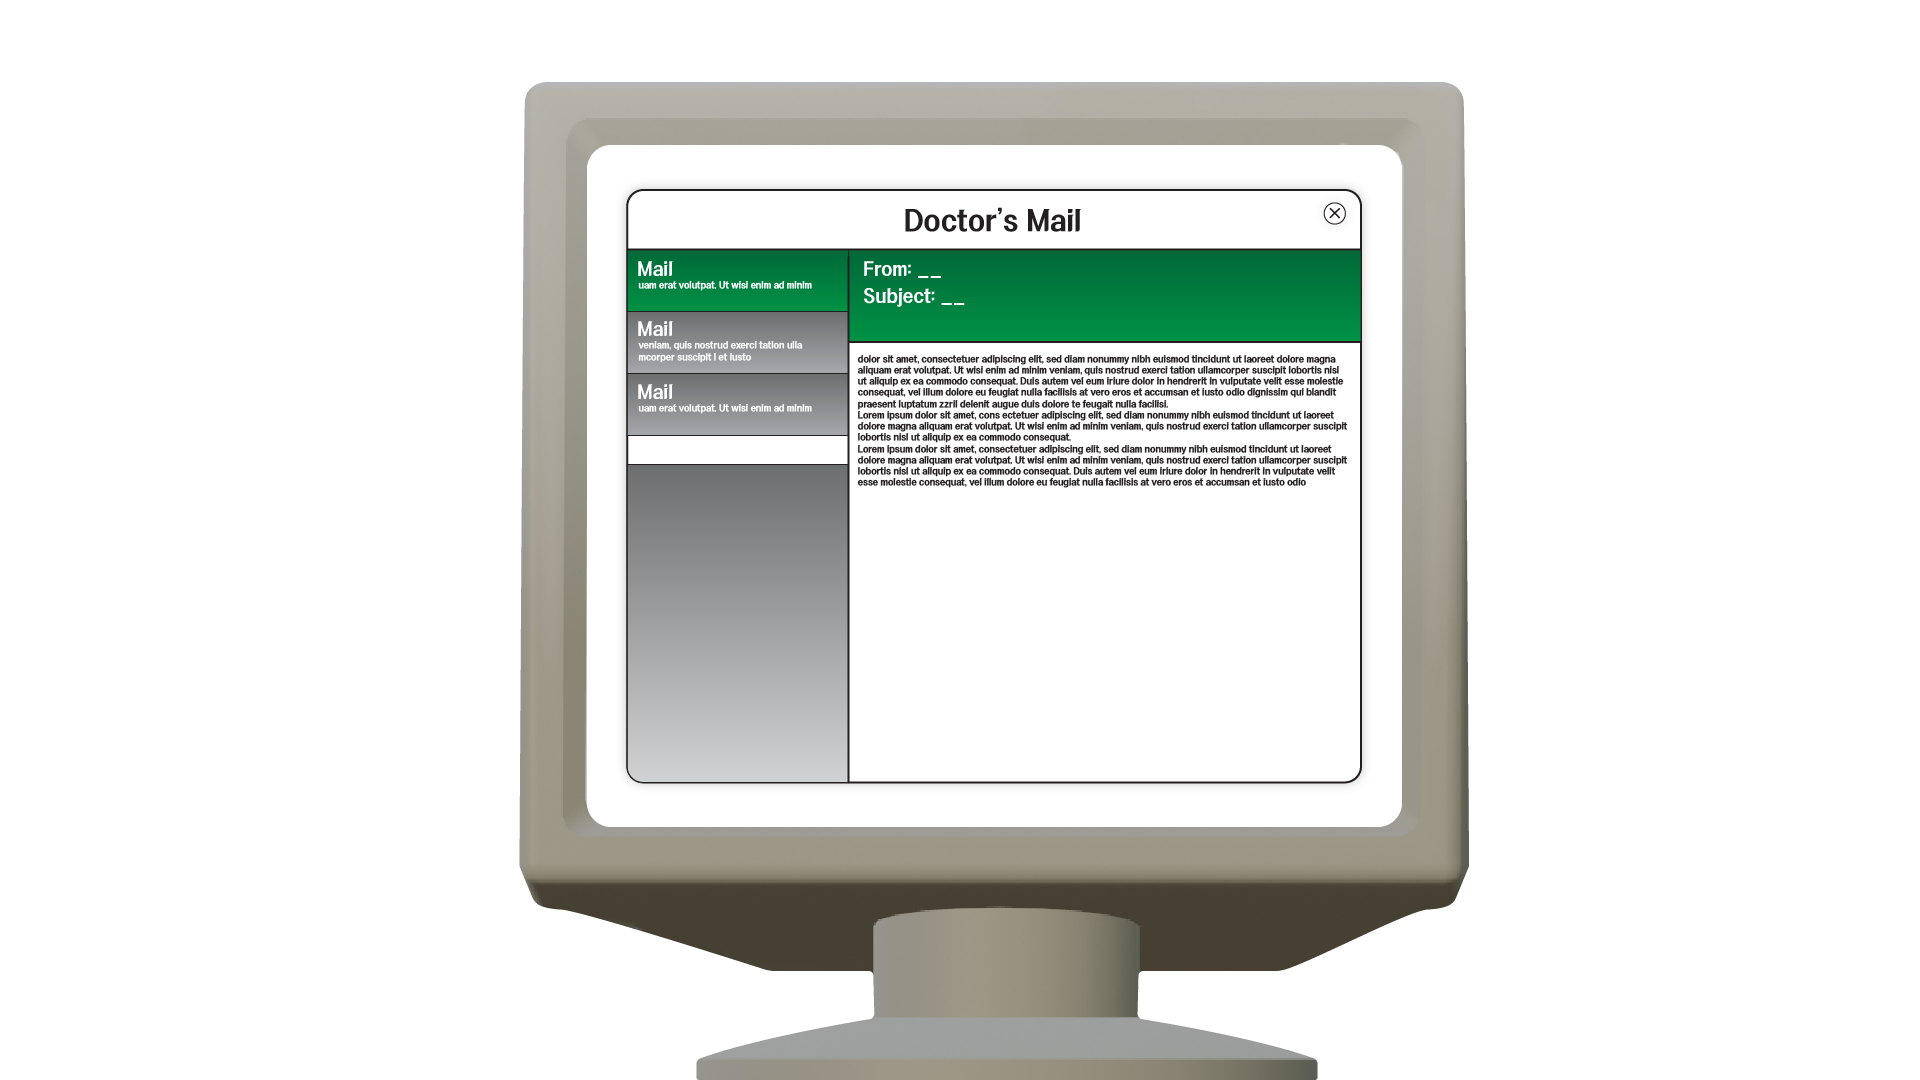 Doctor's Mail
Mail
uam erat volutpat. Ut wisi enim ad minim
Mail
veniam, quis nostrud exerci tation ulla
mcorper suscipit l et iusto
Mail
uam erat volutpat. Ut wisi enim ad minim
From: __
Subject: __
dolor sit amet, consectetuer adipiscing elit, sed diam nonummy nibh euismod tincidunt ut laoreet dolore magna
aliquam erat volutpat. Ut wisi enim ad minim veniam, quis nostrud exerci tation ullamcorper suscipit lobortis nisl
ut aliquip ex ea commodo consequat. Duis autem vel eum iriure dolor in hendrerit in vulputate velit esse molestie
consequat, vel illum dolore eu feugiat nulla facilisis at vero eros et accumsan et iusto odio dignissim qui blandit
praesent luptatum zzril delenit augue duis dolore te feugait nulla facilisi.
Lorem ipsum dolor sit amet, cons ectetuer adipiscing elit, sed diam nonummy nibh euismod tincidunt ut laoreet
dolore magna aliquam erat volutpat. Ut wisi enim ad minim veniam, quis nostrud exerci tation ullamcorper suscipit
lobortis nisl ut aliquip ex ea commodo consequat.
Lorem ipsum dolor sit amet, consectetuer adipiscing elit, sed diam nonummy nibh euismod tincidunt ut laoreet
dolore magna aliquam erat volutpat. Ut wisi enim ad minim veniam, quis nostrud exerci tation ullamcorper suscipit
lobortis nisl ut aliquip ex ea commodo consequat. Duis autem vel eum iriure dolor in hendrerit in vulputate velit
esse molestie consequat, vel illum dolore eu feugiat nulla facilisis at vero eros et accumsan et iusto odio